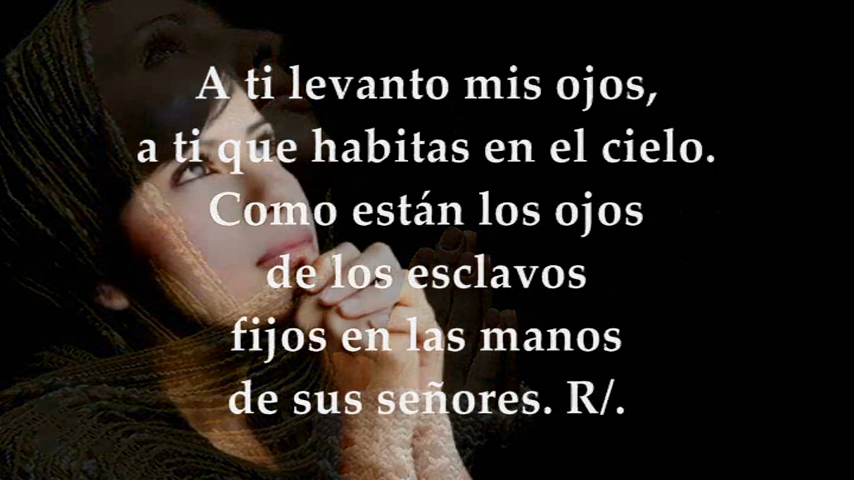 A ti levanto mis ojos,
a ti que habitas en el cielo.
Como están los ojos
de los esclavos
fijos en las manos
de sus señores. R/.